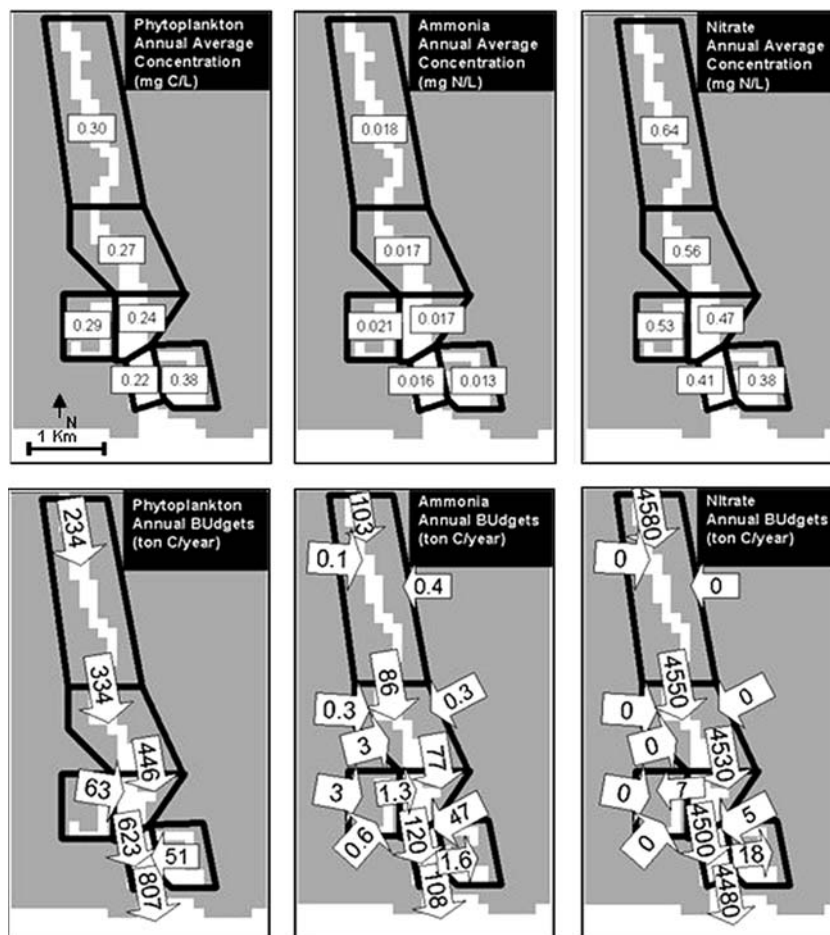 Phytoplankton
Annual Average
Concentration
(mg C/L)
0.30
0.27
0.29
0.24
0.22
0.38
N
1 Km
Ammonia
Annual Average
Concentration
(mg N/L)
0.018
0.017
0.021
0.017
0.016
0.013
Nitrate
Annual Average
Concentration
(mg N/L)
0.64
0.56
0.53
0.47
0.41
0.38
Phytoplankton
Annual BUdgets
(ton C/year)
234
334
446
63
623
51
807
Ammonia
Annual BUdgets
(ton C/year)
103
0.1
0.4
86
0.3
0.3
3
77
3
1.3
47
0.6
120
1.6
108
NItrate
Annual BUdgets
(ton C/year)
4580
0
0
4550
0
0
0
4530
0
7
5
0
4500
18
4480